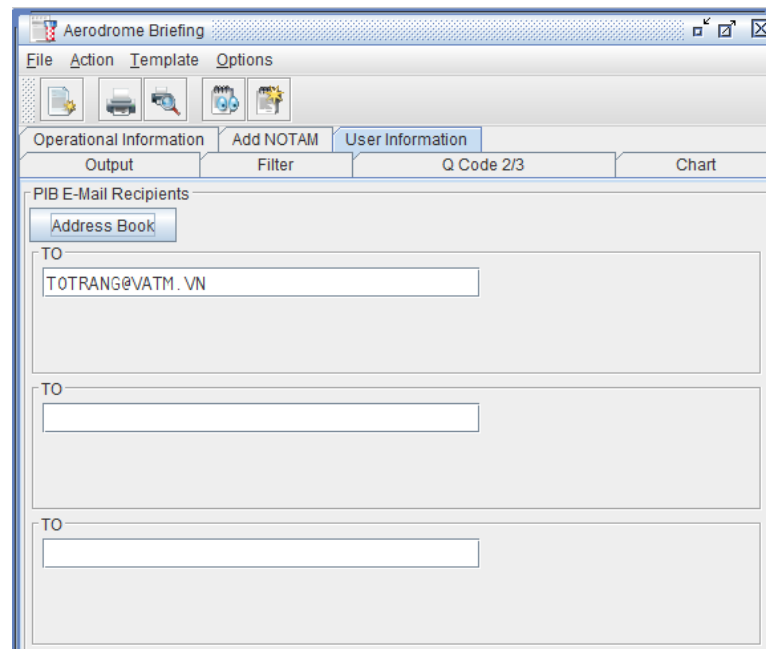 Aerodrome Briefing
File Action Template Options
Operational Information Add NOTAM User Information
Output Filter Q Code 2/3 Chart
PIB E-Mail Recipients
Address Book
TO
TOTRANG@VATM.VN
TO
TO